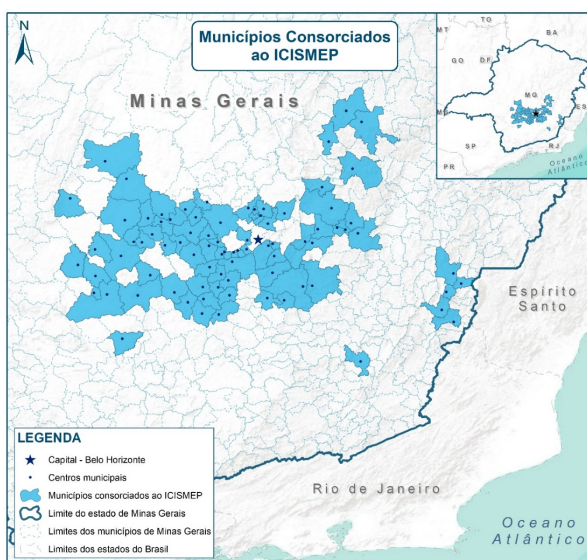 N
Municípios Consorciados
ao ICISMEP
Minas Gerais
TO
BA
MT
GO
DF
MG
ES
SP
RJ
PR
Oceano
Atlântico
Espírito
Santo
LEGENDA
Capital - Belo Horizonte
Centros municipais
Municípios consorciados ao ICISMEP
Limite do estado de Minas Gerais
Limites dos municípios de Minas Gerais
Limites dos estados do Brasil
Rio de Janeiro
Oceano
Atlântico